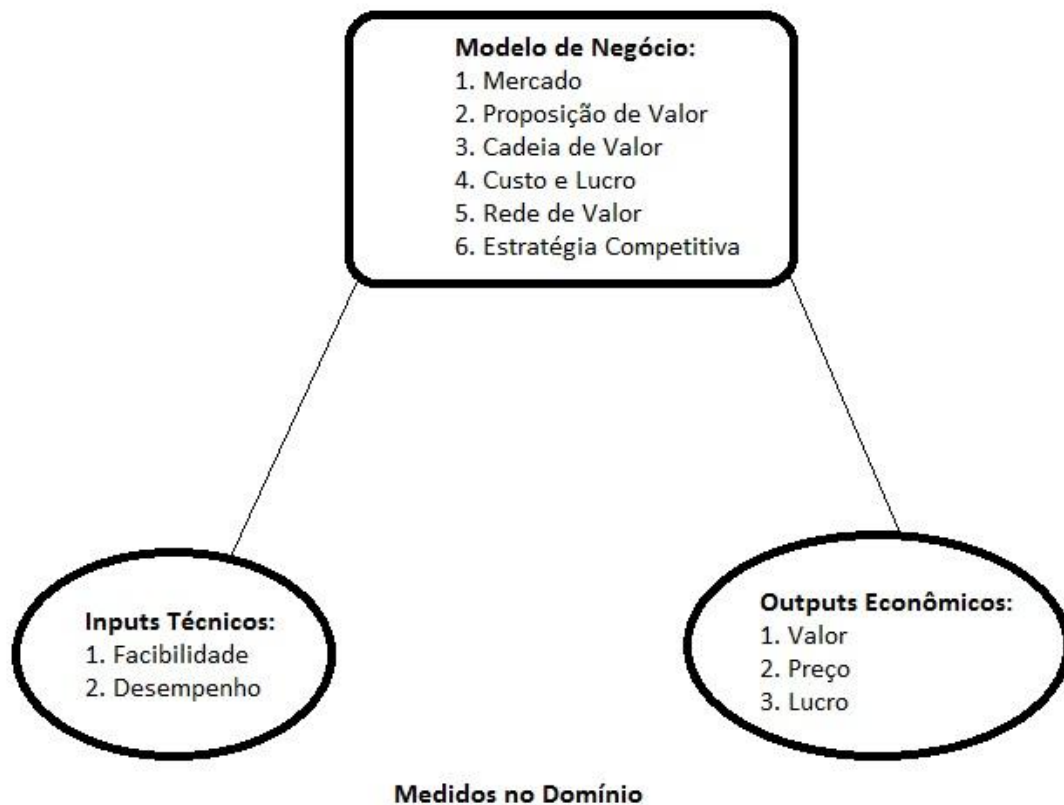 Modelo de Negócio:
1. Mercado
2. Proposição de Valor
3. Cadeia de Valor
4. Custo e Lucro
5. Rede de Valor
6. Estratégia Competitiva
Inputs Técnicos:
1. Facibilidade
2. Desempenho
Outputs Econômicos:
1. Valor
2. Preço
3. Lucro
Medidos no Domínio